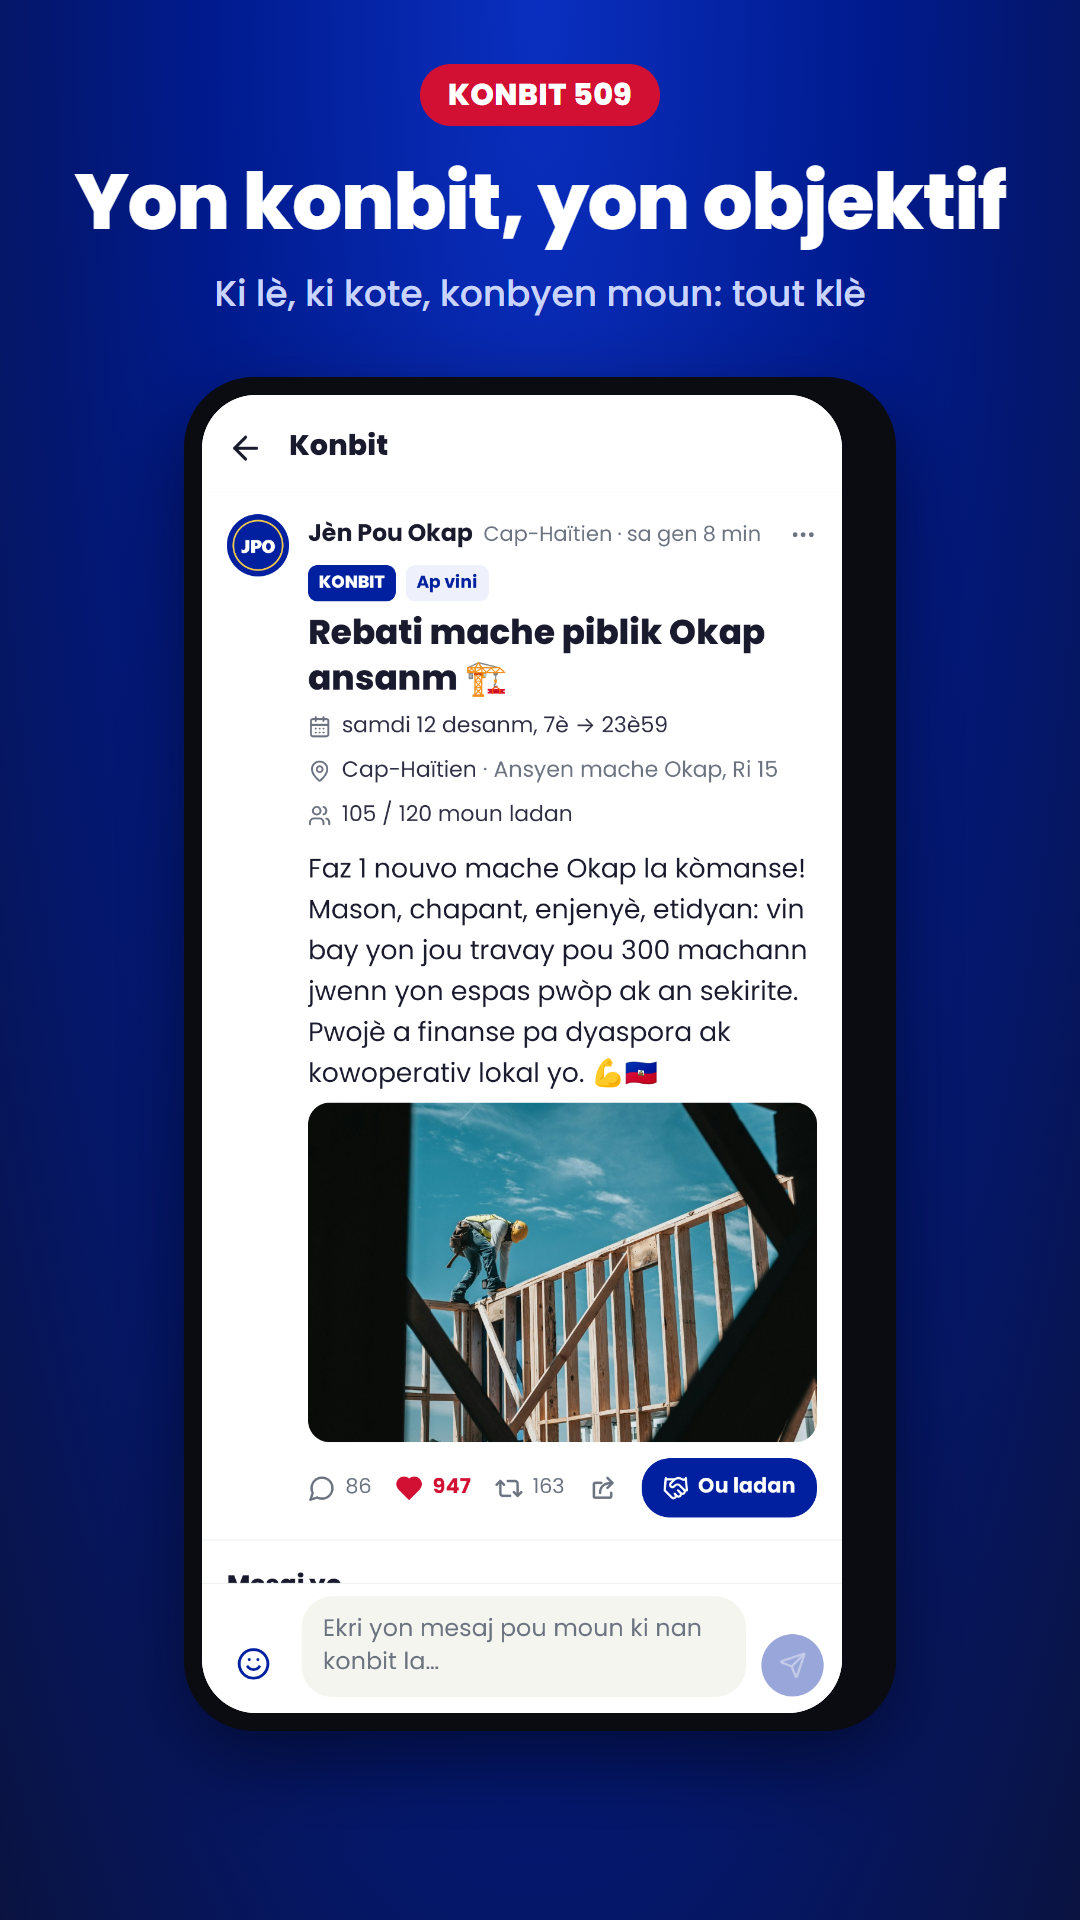 KONBIT 509
Yon konbit, yon objektif
Ki lè, ki kote, konbyen moun: tout klè
Konbit
JPO
Jèn Pou Okap Cap-Haïtien · sa gen 8 min
KONBIT Ap vini
Rebati mache piblik Okap
ansanm 🏗️
samdi 12 desanm, 7è → 23è59
Cap-Haïtien · Ansyen mache Okap, Ri 15
105 / 120 moun ladan
Faz 1 nouvo mache Okap la kòmanse!
Mason, chapant, enjenyè, etidyan: vin
bay yon jou travay pou 300 machann
jwenn yon espas pwòp ak an sekirite.
Pwojè a finanse pa dyaspora ak
kowoperativ lokal yo. 💪🇭🇹
86 947 163 Ou ladan
Mesaj yo
Ekri yon mesaj pou moun ki nan
konbit la...